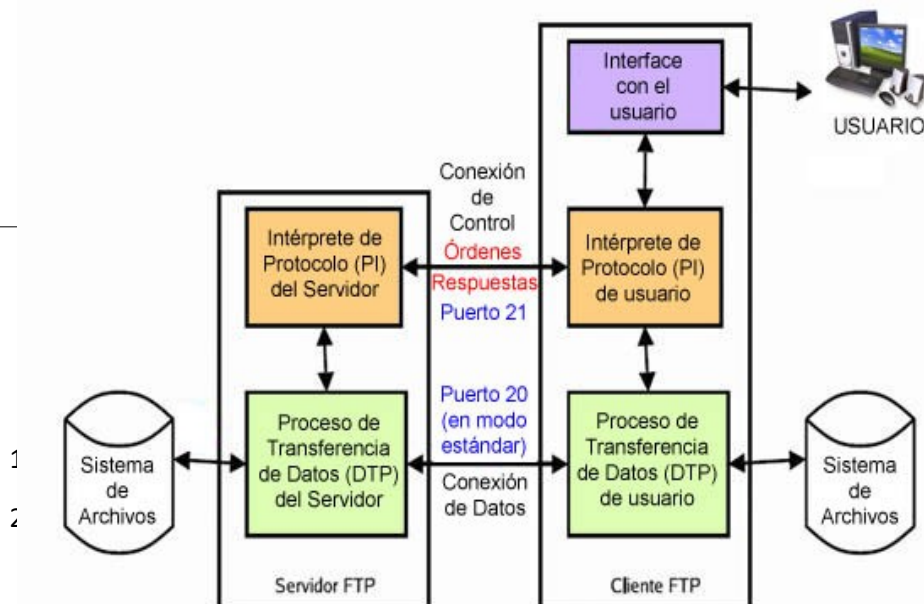 Interface
con el
usuario
USUARIO
Conexión
de
Control
Órdenes
Respuestas
Puerto 21
Intérprete de
Protocolo (PI)
del Servidor
Intérprete de
Protocolo (PI)
de usuario
Puerto 20
(en modo
estándar)
Conexión
de Datos
1
2
Sistema
de
Archivos
Proceso de
Transferencia
de Datos (DTP)
del Servidor
Proceso de
Transferencia
de Datos (DTP)
de usuario
Sistema
de
Archivos
Servidor FTP
Cliente FTP